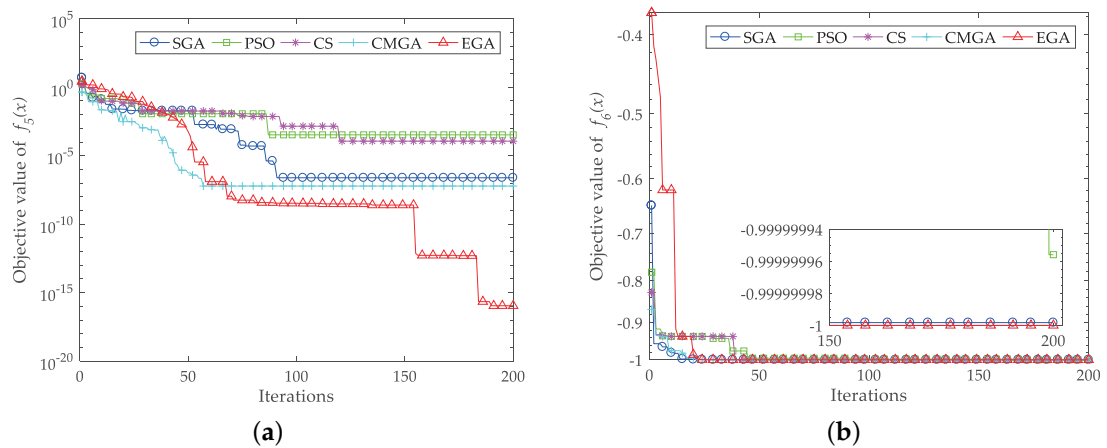 SGA PSO CS CMGA EGA
Objective value of f5(x)
10^5
10^0
10^-5
10^-10
10^-15
10^-20
0 50 100 150 200
Iterations
(a)
SGA PSO CS CMGA EGA
Objective value of f6(x)
-0.4
-0.5
-0.6
-0.7
-0.8
-0.9
-1
-0.99999994
-0.99999996
-0.99999998
-1
150 200
0 50 100 150 200
Iterations
(b)